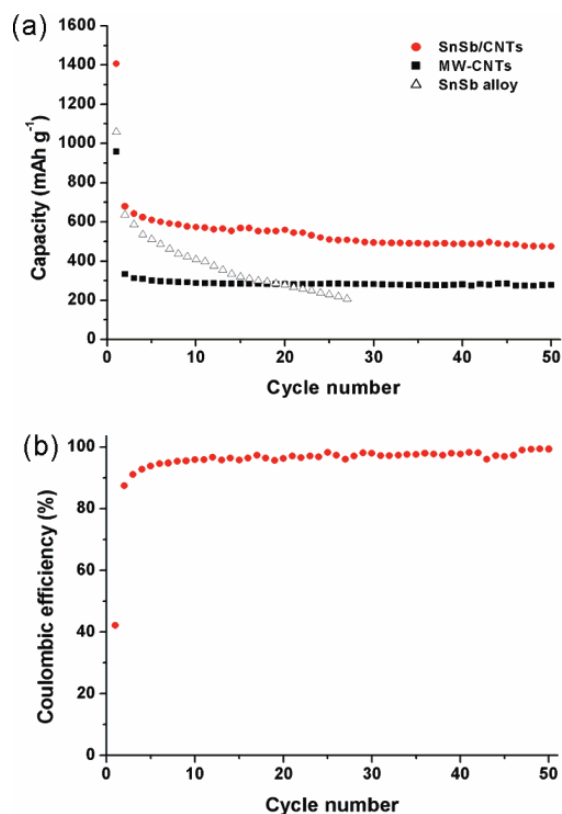 (a)
1600
1400
1200
1000
800
600
400
200
0
Capacity (mAh g⁻¹)
SnSb/CNTs
MW-CNTs
SnSb alloy
0 10 20 30 40 50
Cycle number
(b)
100
80
60
40
20
0
Coulombic efficiency (%)
0 10 20 30 40 50
Cycle number